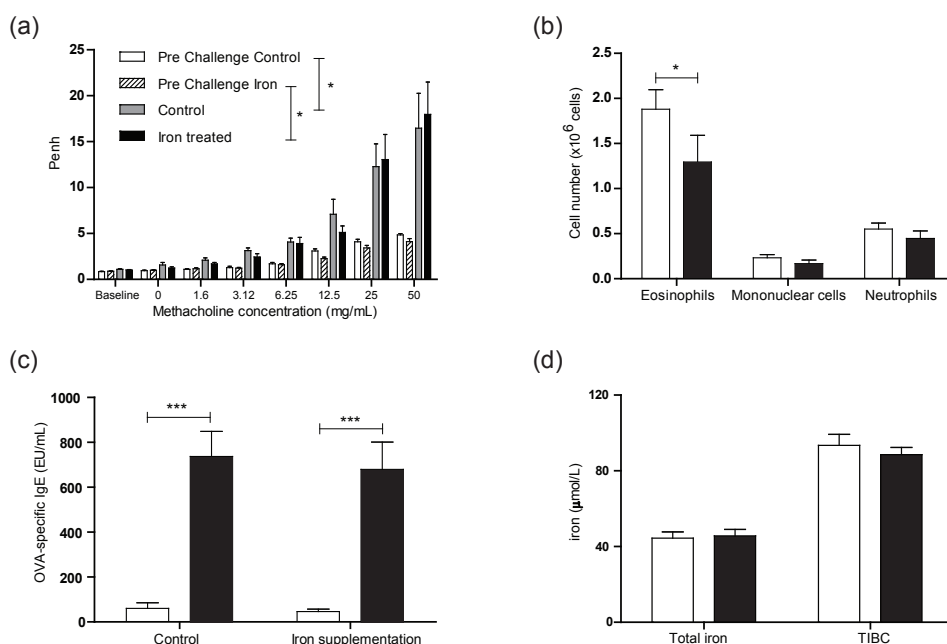 (a)
Pre Challenge Control
Pre Challenge Iron
Control
Iron treated
*
*
Penh
25
20
15
10
5
0
Baseline 0 1.6 3.12 6.25 12.5 25 50
Methacholine concentration (mg/mL)
(b)
Cell number (x10⁶ cells)
2.5
2.0
1.5
1.0
0.5
0.0
*
Eosinophils Mononuclear cells Neutrophils
(c)
OVA-specific IgE (EU/mL)
1000
800
600
400
200
0
*** ***
Control Iron supplementation
(d)
iron (μmol/L)
120
80
40
0
Total iron TIBC